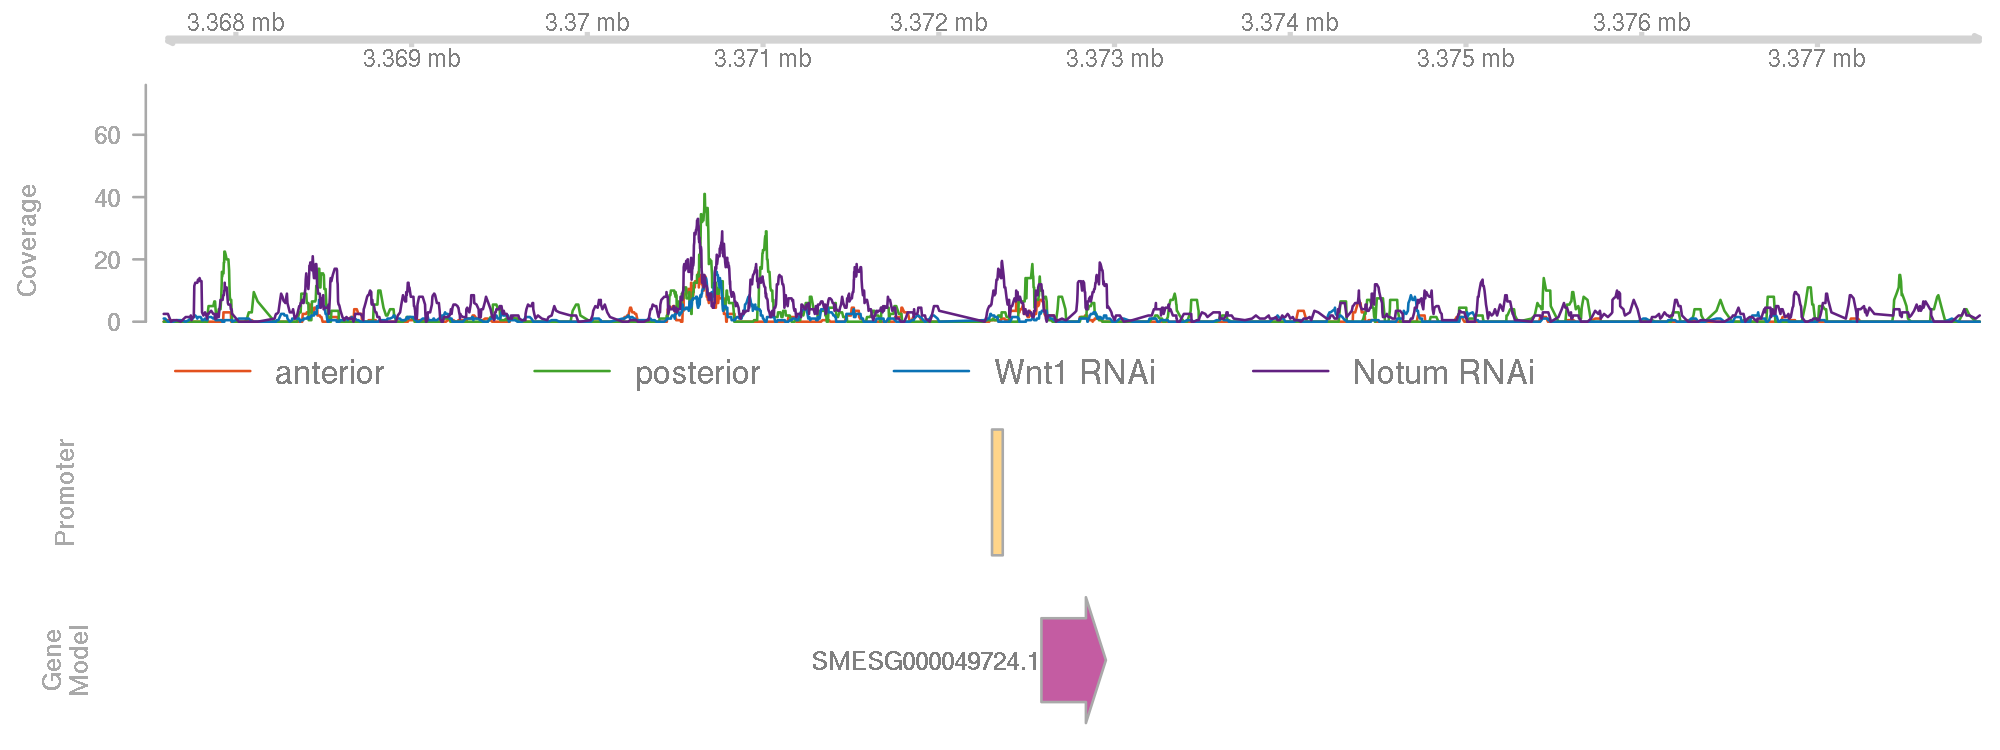 3.368 mb 3.37 mb 3.372 mb 3.374 mb 3.376 mb
3.369 mb 3.371 mb 3.373 mb 3.375 mb 3.377 mb
60
40
20
0
Coverage
anterior posterior Wnt1 RNAi Notum RNAi
Promoter
0
Gene
Model
SMESG000049724.1